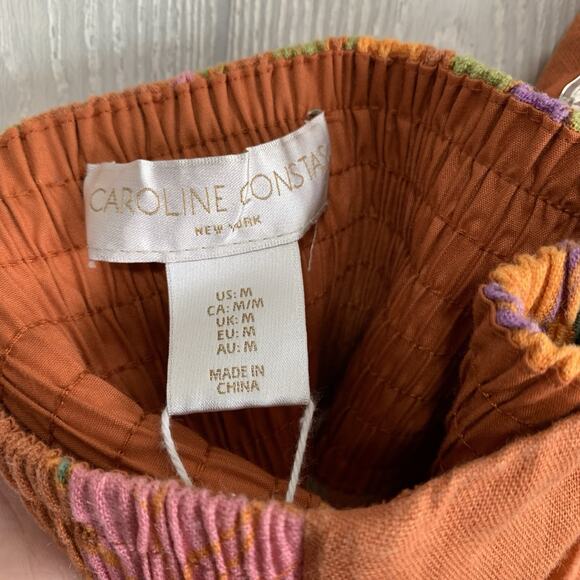 CAROLINE CONSTAS
NEW YORK
US: M
CA: M/M
UK: M
EU: M
AU: M
MADE IN
CHINA